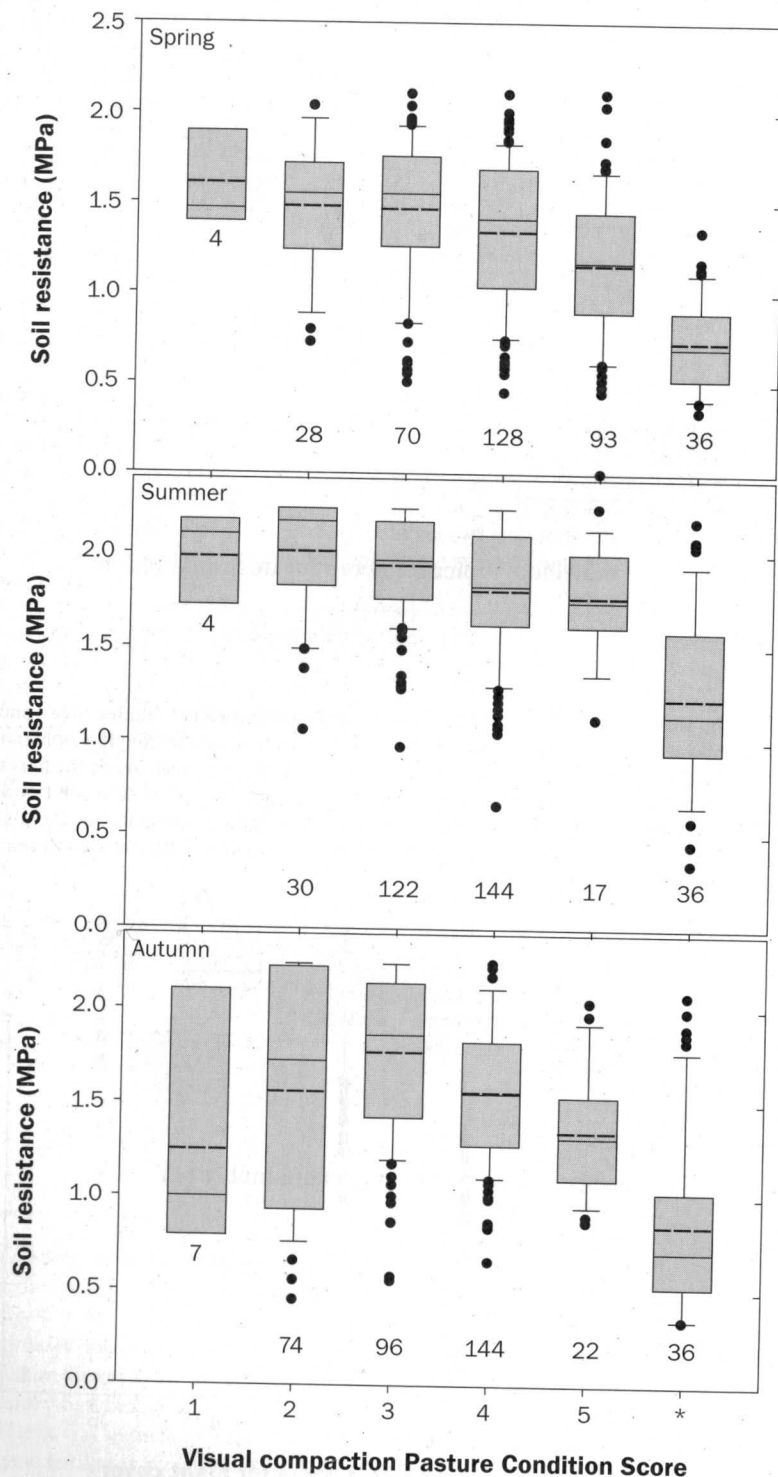 Spring
Soil resistance (MPa)
2.5
2.0
1.5
1.0
0.5
0.0
4
28 70 128 93 36
Summer
Soil resistance (MPa)
2.0
1.5
1.0
0.5
0.0
4
30 122 144 17 36
Autumn
Soil resistance (MPa)
2.0
1.5
1.0
0.5
0.0
7
74 96 144 22 36
1 2 3 4 5 *
Visual compaction Pasture Condition Score